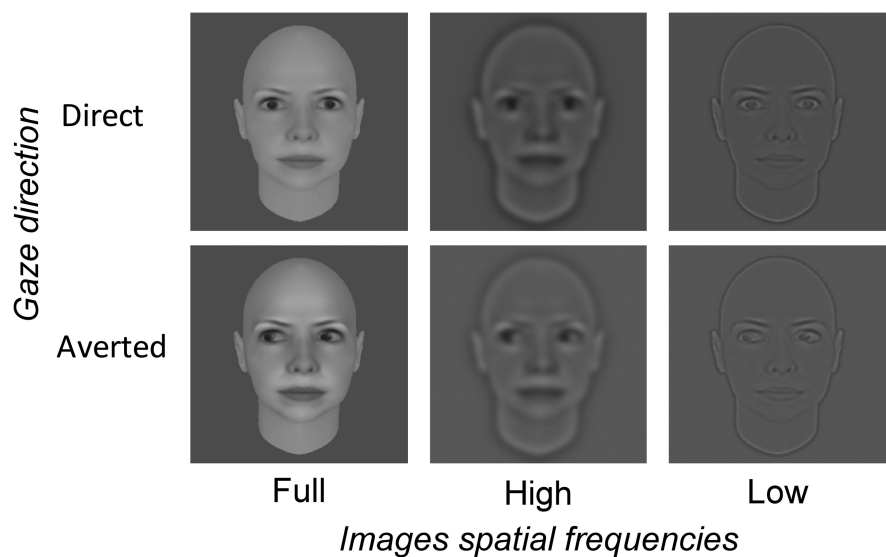 Gaze direction
Direct
Averted
Full
High
Low
Images spatial frequencies